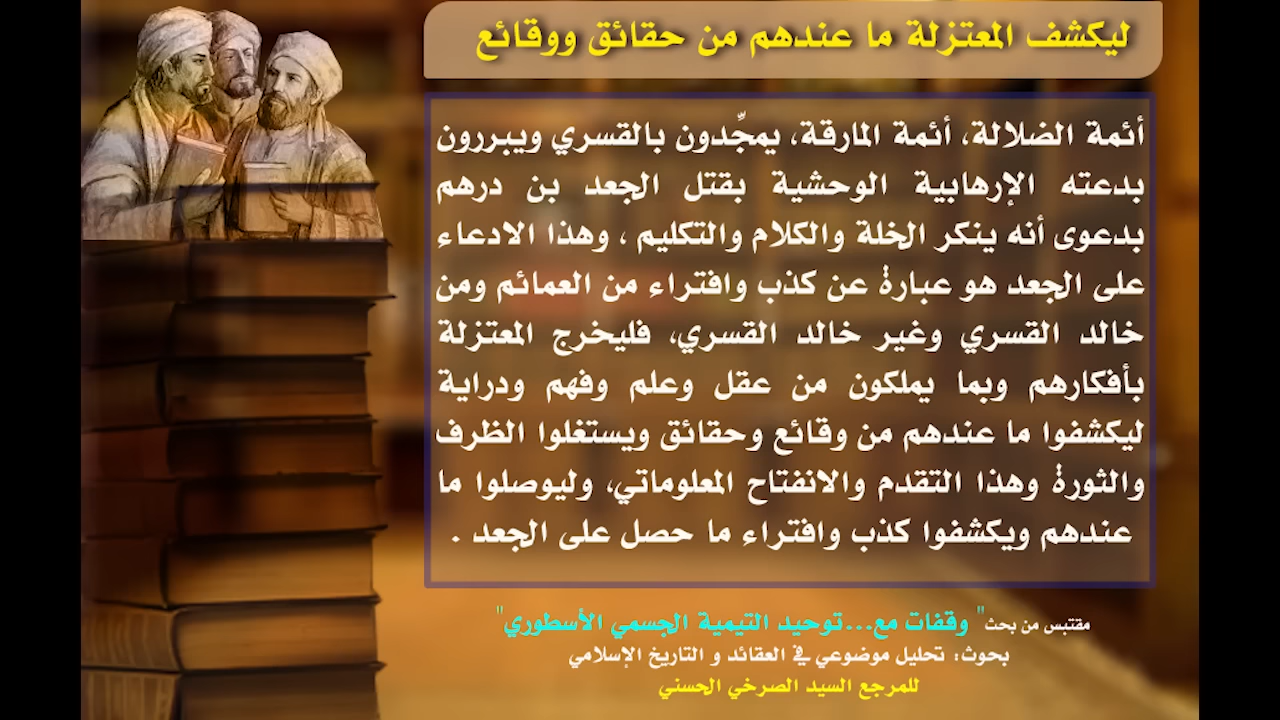 ليكشف المعتزلة ما عندهم من حقائق ووقائع
أئمة الضلالة، أئمة المارقة، يمجِّدون بالقسري ويبررون
بدعته الإرهابية الوحشية بقتل الجعد بن درهم
بدعوى أنه ينكر الخلة والكلام والتكليم ، وهذا الادعاء
على الجعد هو عبارة عن كذب وافتراء من العمائم ومن
خالد القسري وغير خالد القسري، فليخرج المعتزلة
بأفكارهم وبما يملكون من عقل وعلم وفهم ودراية
ليكشفوا ما عندهم من وقائع وحقائق ويستغلوا الظرف
والثورة وهذا التقدم والانفتاح المعلوماتي، وليوصلوا ما
عندهم ويكشفوا كذب وافتراء ما حصل على الجعد .
مقتبس من بحث" وقفات مع...توحيد التيمية الجسمي الأسطوري"
بحوث: تحليل موضوعي في العقائد و التاريخ الإسلامي
للمرجع السيد الصرخي الحسني